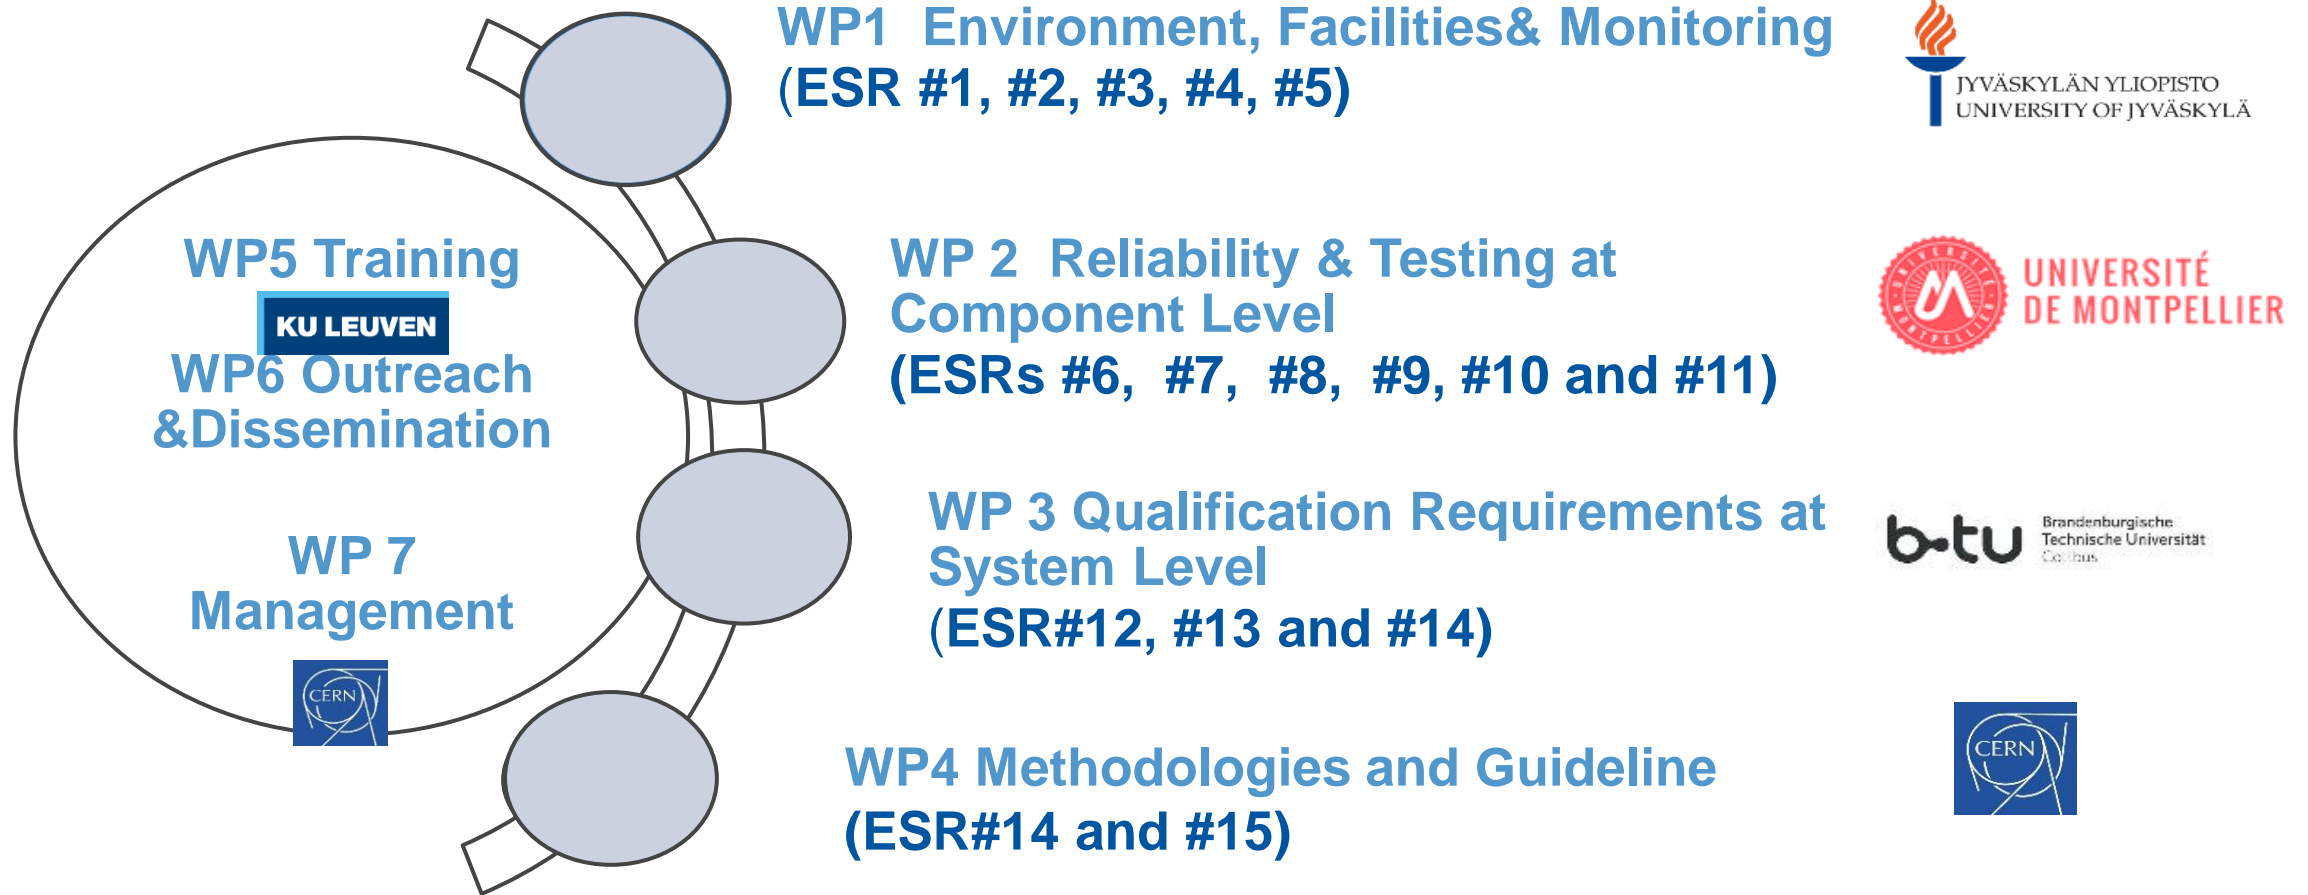 WP1 Environment, Facilities& Monitoring
(ESR #1, #2, #3, #4, #5)
JYVÄSKYLÄN YLIOPISTO
UNIVERSITY OF JYVÄSKYLÄ
WP5 Training
KU LEUVEN
WP6 Outreach
&Dissemination
WP 7
Management
CERN
WP 2 Reliability & Testing at
Component Level
(ESRs #6, #7, #8, #9, #10 and #11)
UNIVERSITÉ
MONTPELLIER
UNIVERSITÉ
DE MONTPELLIER
WP 3 Qualification Requirements at
System Level
(ESR#12, #13 and #14)
b-tu
Brandenburgische
Technische Universität
Cottbus
WP4 Methodologies and Guideline
(ESR#14 and #15)
CERN